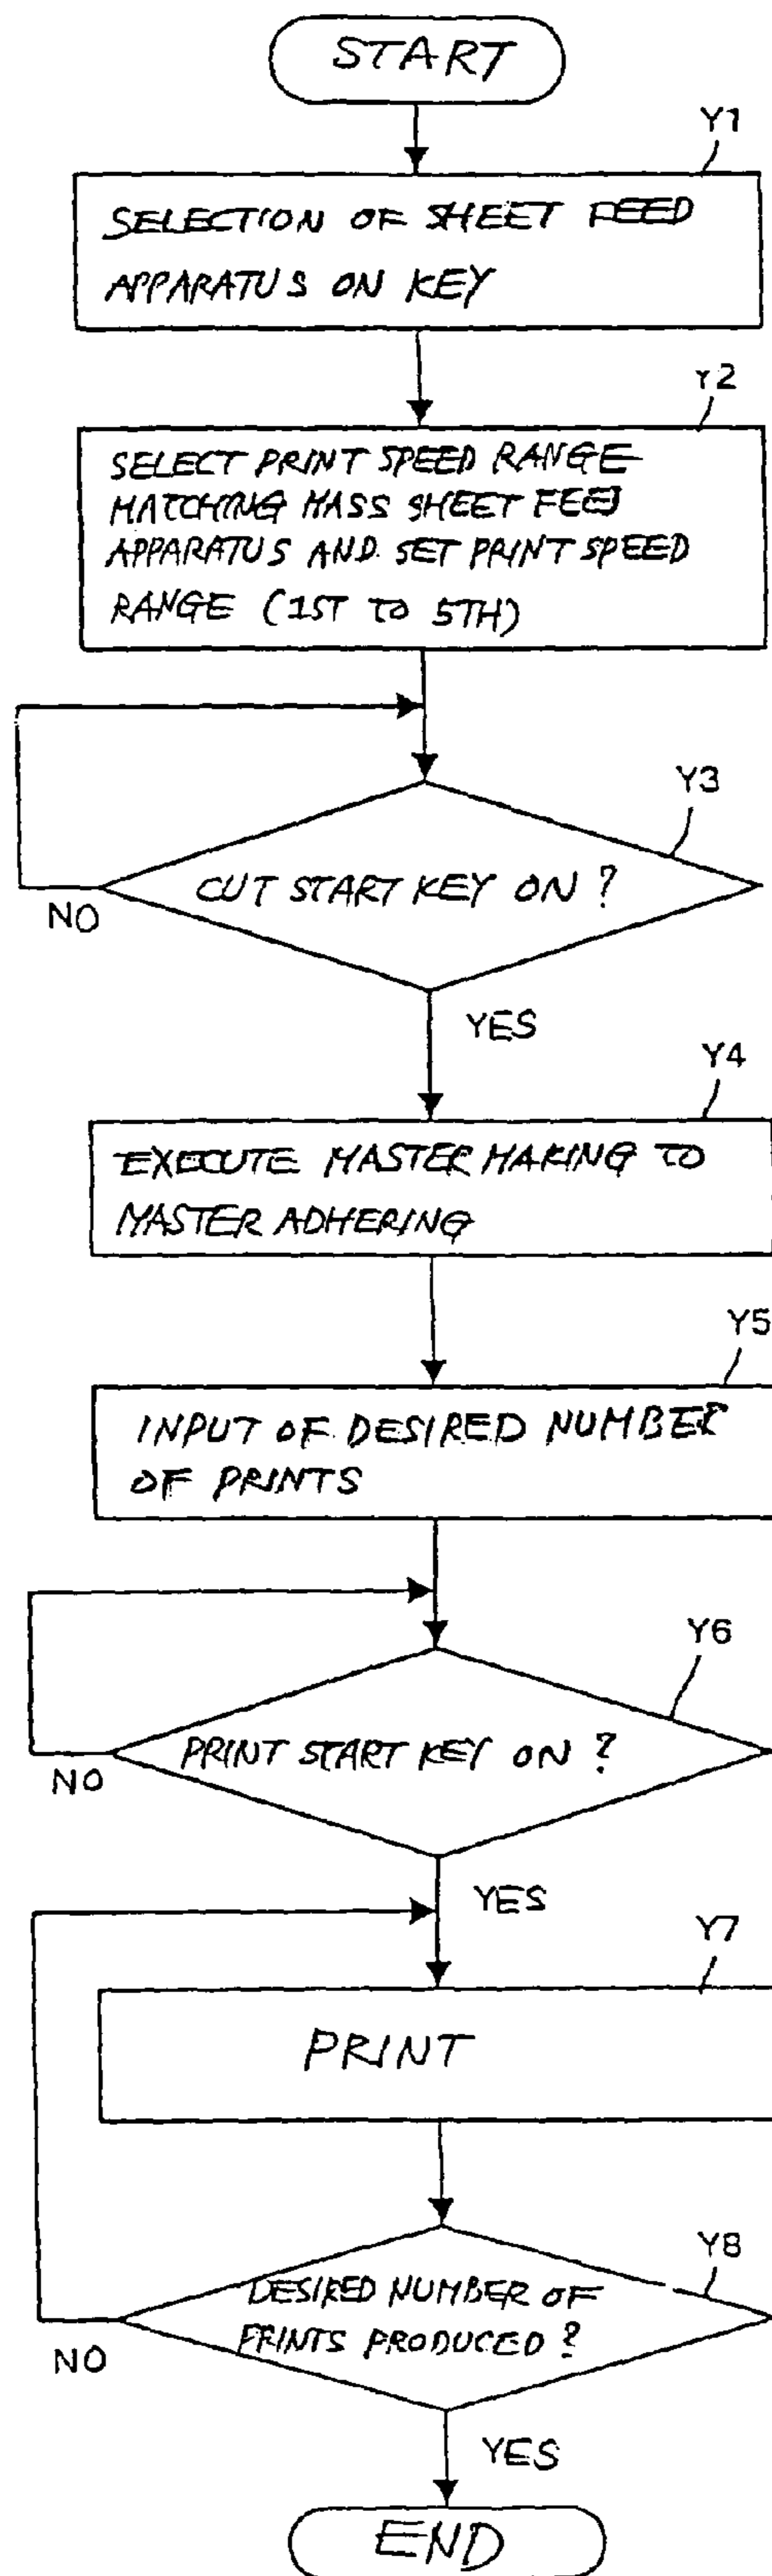 START
Y1
SELECTION OF SHEET FEED
APPARATUS ON KEY
Y2
SELECT PRINT SPEED RANGE
MATCHING MASS SHEET FEED
APPARATUS AND SET PRINT SPEED
RANGE (1ST TO 5TH)
Y3
CUT START KEY ON ?
NO
YES
Y4
EXECUTE MASTER MAKING TO
MASTER ADHERING
Y5
INPUT OF DESIRED NUMBER
OF PRINTS
Y6
PRINT START KEY ON ?
NO
YES
Y7
PRINT
Y8
DESIRED NUMBER OF
PRINTS PRODUCED ?
NO
YES
END